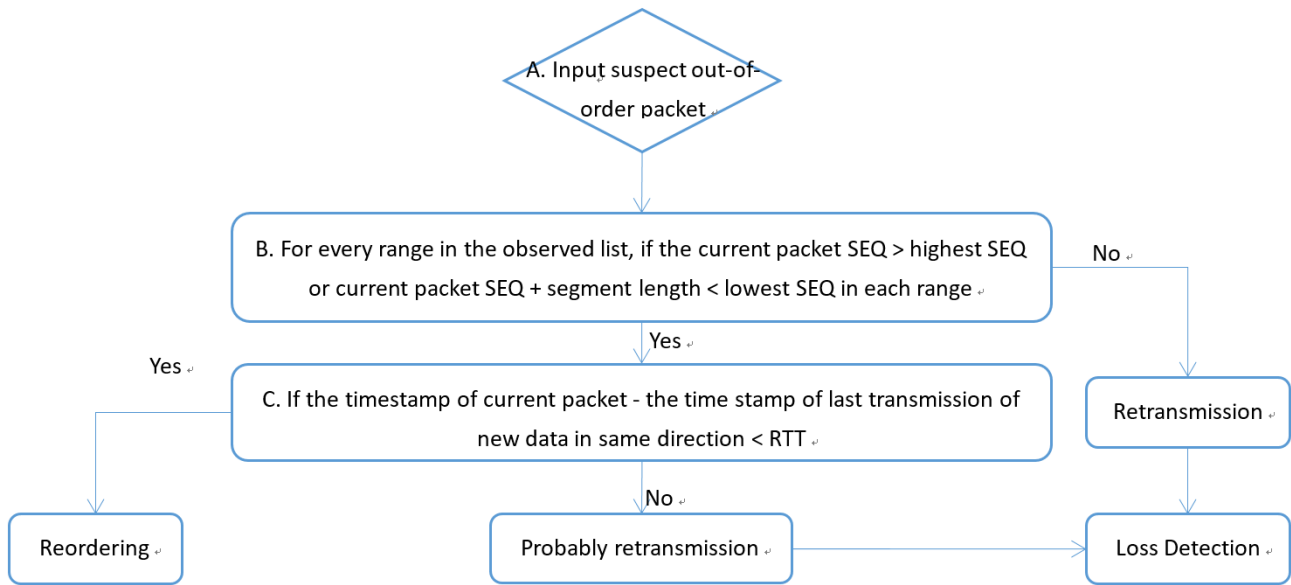 A. Input suspect out-of-
order packet
B. For every range in the observed list, if the current packet SEQ > highest SEQ
or current packet SEQ + segment length < lowest SEQ in each range
No
Yes
Yes
C. If the timestamp of current packet - the time stamp of last transmission of
new data in same direction < RTT
Retransmission
No
Reordering
Probably retransmission
Loss Detection